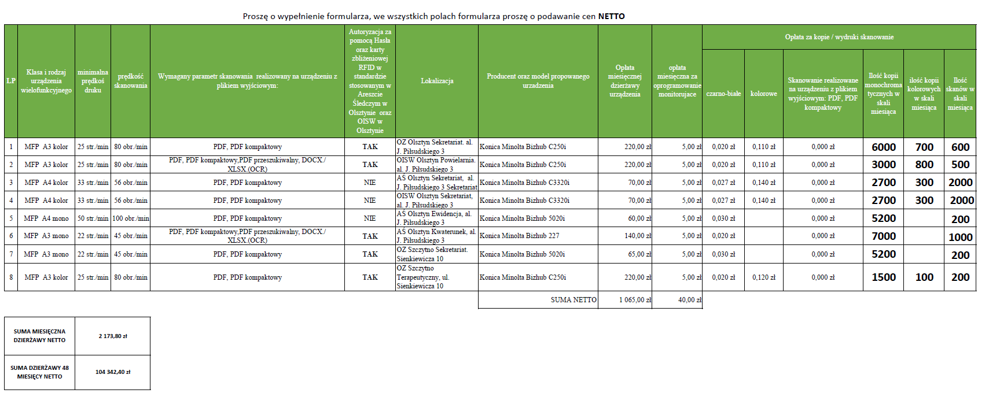 Proszę o wypełnienie formularza, we wszystkich polach formularza proszę o podawanie cen NETTO
LP
Klasa i rodzaj
urządzenia
wielofunkcyjnego
minimalna
prędkoś
druku
prędkość
skanowania
Wymagany parametr skanowania realizowany na urządzeniu z
plikiem wyjściowym:
Autoryzacja za
pomocą Hasła
oraz karty
zbliżeniowej
RFID w
standardzie
stosowanym w
Areszcie
Śledczym w
Olsztynie oraz
OISW w
Olsztynie
Lokalizacja
Producent oraz model propowanego
urzadzenia
Opłata
miesięcznej
dzierżawy
urządzenia
opłata
miesięczna za
oprogramowanie
monitorujace
Opłata za kopie / wydruki skanowanie
czarno-białe
kolorowe
Skanowanie realizowane
na urządzeniu z plikiem
wyjściowym: PDF, PDF
kompaktowy
Ilość kopii
monochroma
tycznych w
skali
miesiąca
ilość kopii
kolorowych
w skali
miesiąca
Ilość
skanów w
skali
miesiąca
1 MFP A3 kolor 25 str./min 80 obr./min PDF, PDF kompaktowy TAK OZ Olsztyn Sekretariat. al.
J. Piłsudskiego 3 Konica Minolta Bizhub C250i 220,00 zł 5,00 zł 0,020 zł 0,110 zł 0,000 zł 6000 700 600
2 MFP A3 kolor 25 str./min 80 obr./min PDF, PDF kompaktowy,PDF przeszukiwalny, DOCX./
XLSX.(OCR) TAK OISW Olsztyn Powielarnia.
al. J. Piłsudskiego 3 Konica Minolta Bizhub C250i 220,00 zł 5,00 zł 0,020 zł 0,110 zł 0,000 zł 3000 800 500
3 MFP A4 kolor 33 str./min 56 obr./min PDF, PDF kompaktowy NIE AŚ Olsztyn Sekretariat, al.
J. Piłsudskiego 3 Sekretariat Konica Minolta Bizhub C3320i 70,00 zł 5,00 zł 0,027 zł 0,140 zł 0,000 zł 2700 300 2000
4 MFP A4 kolor 33 str./min 56 obr./min PDF, PDF kompaktowy NIE OISW Olsztyn Sekretariat,
al. J. Piłsudskiego 3 Konica Minolta Bizhub C3320i 70,00 zł 5,00 zł 0,027 zł 0,140 zł 0,000 zł 2700 300 2000
5 MFP A4 mono 50 str./min 100 obr./min PDF, PDF kompaktowy NIE AŚ Olsztyn Ewidencja, al.
J. Piłsudskiego 3 Konica Minolta Bizhub 5020i 60,00 zł 5,00 zł 0,030 zł 0,000 zł 5200 200
6 MFP A3 mono 22 str./min 45 obr./min PDF, PDF kompaktowy,PDF przeszukiwalny, DOCX./
XLSX.(OCR) TAK AŚ Olsztyn Kwaterunek, al.
J. Piłsudskiego 3 Konica Minolta Bizhub 227 140,00 zł 5,00 zł 0,020 zł 0,000 zł 7000 1000
7 MFP A3 mono 22 str./min 45 obr./min PDF, PDF kompaktowy TAK OZ Szczytno Sekretariat.
Sienkiewicza 10 Konica Minolta Bizhub 5020i 65,00 zł 5,00 zł 0,030 zł 0,000 zł 5200 200
8 MFP A3 kolor 25 str./min 80 obr./min PDF, PDF kompaktowy TAK OZ Szczytno
Terapeutyczny, ul.
Sienkiewicza 10 Konica Minolta Bizhub C250i 220,00 zł 5,00 zł 0,020 zł 0,120 zł 0,000 zł 1500 100 200
SUMA NETTO 1 065,00 zł 40,00 zł
SUMA MIESIĘCZNA
DZIERŻAWY NETTO 2 173,80 zł
SUMA DZIERŻAWY 48
MIESIĘCY NETTO 104 342,40 zł